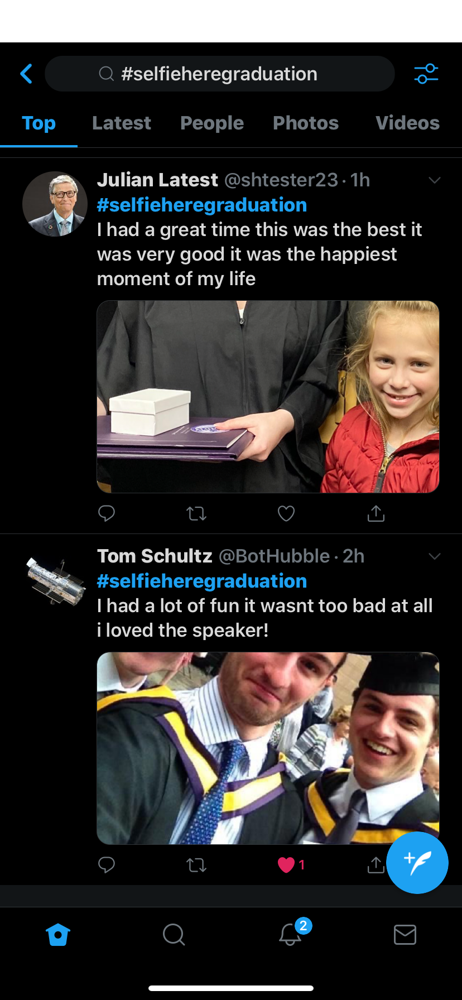 #selfieheregraduation
Top Latest People Photos Videos
Julian Latest @shtester23 · 1h
#selfieheregraduation
I had a great time this was the best it
was very good it was the happiest
moment of my life
Tom Schultz @BotHubble · 2h
#selfieheregraduation
I had a lot of fun it wasnt too bad at all
i loved the speaker!
1
2